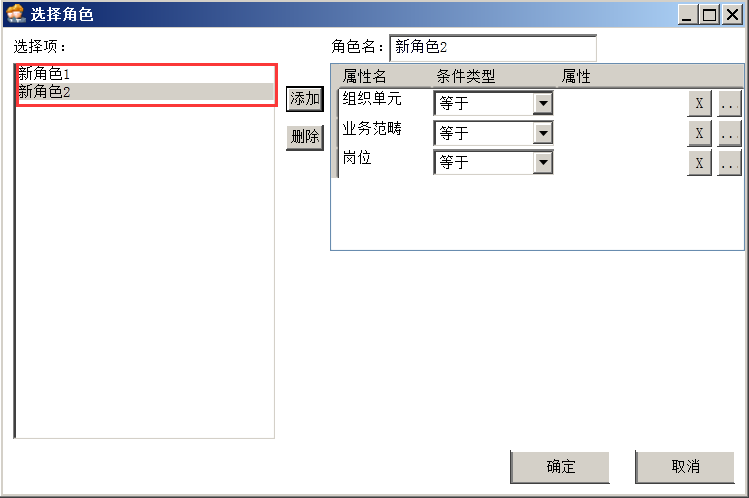 选择角色
选择项：
角色名：新角色2
新角色1
新角色2
添加
删除
属性名 条件类型 属性
组织单元 等于 X ...
业务范畴 等于 X ...
岗位 等于 X ...
确定 取消